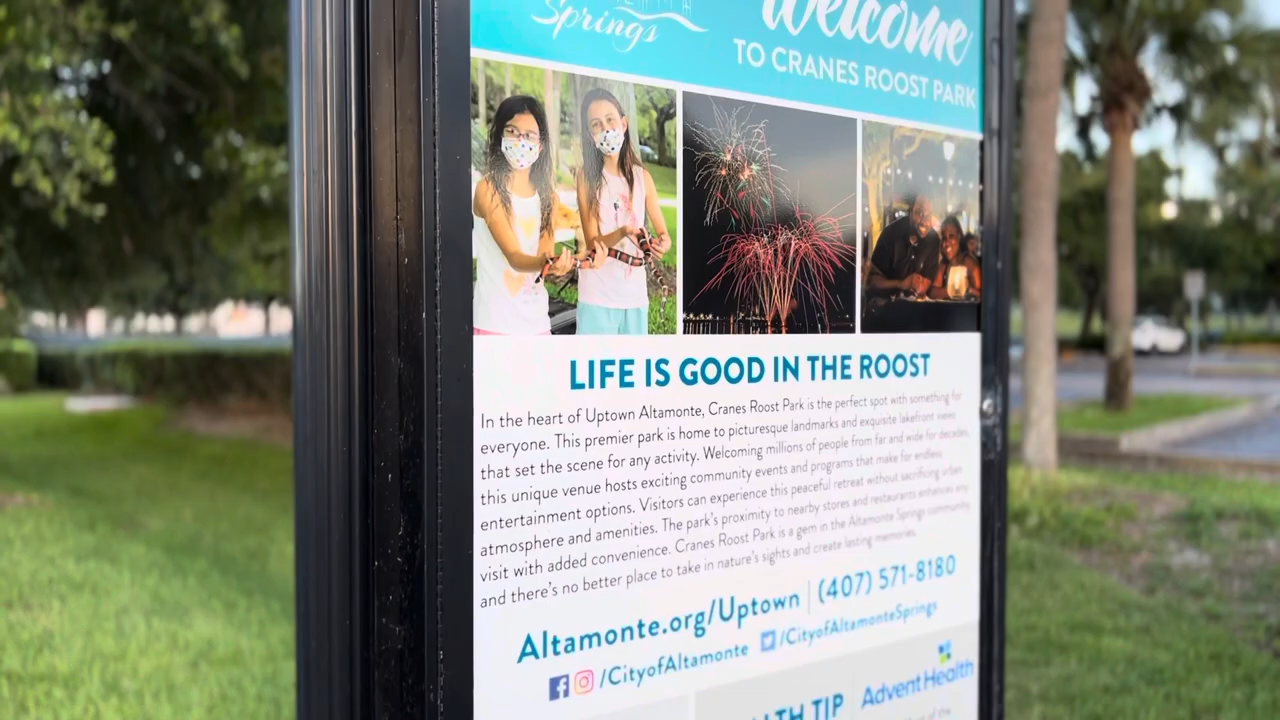 Springs
Welcome
TO CRANES ROOST PARK
LIFE IS GOOD IN THE ROOST
In the heart of Uptown Altamonte, Cranes Roost Park is the perfect spot with something for
everyone. This premier park is home to picturesque landmarks and exquisite lakefront views
that set the scene for any activity. Welcoming millions of people from far and wide for decades,
this unique venue hosts exciting community events and programs that make for endless
entertainment options. Visitors can experience this peaceful retreat without sacrificing urban
atmosphere and amenities. The park's proximity to nearby stores and restaurants enhances any
visit with added convenience. Cranes Roost Park is a gem in the Altamonte Springs community
and there's no better place to take in nature's sights and create lasting memories.
Altamonte.org/Uptown | (407) 571-8180
/CityofAltamonte /CityofAltamonteSprings
AdventHealth
TIP
of the